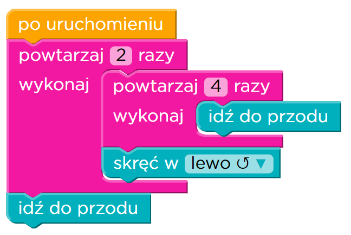 po uruchomieniu
powtarzaj 2 razy
wykonaj powtarzaj 4 razy
wykonaj idź do przodu
skręć w lewo ↺ ▼
idź do przodu